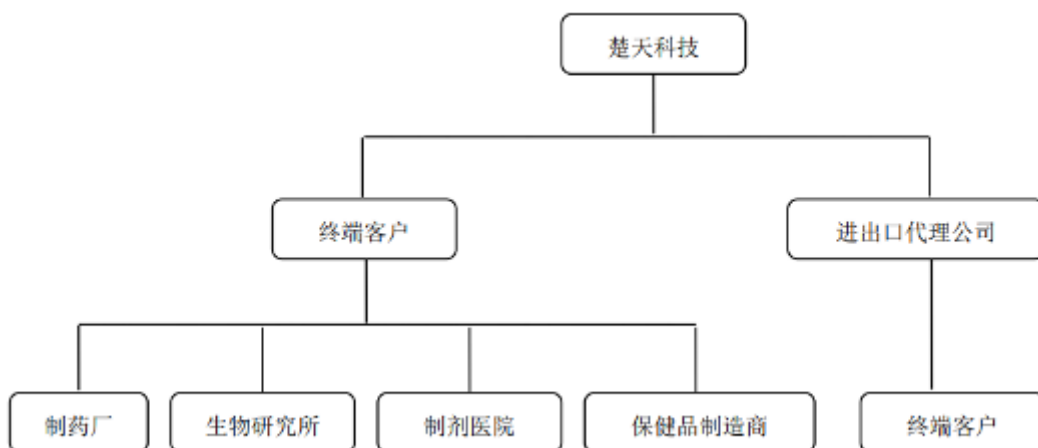 楚天科技
终端客户
进出口代理公司
制药厂
生物研究所
制剂医院
保健品制造商
终端客户